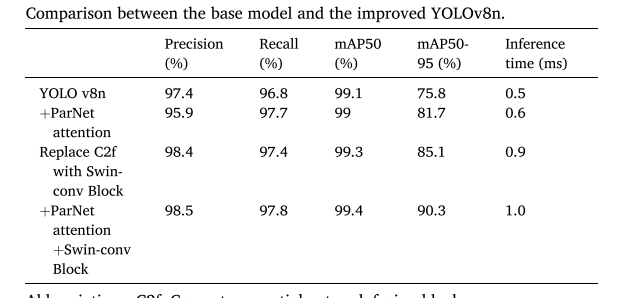 Comparison between the base model and the improved YOLOv8n.
Precision (%) Recall (%) mAP50 (%) mAP50-95 (%) Inference time (ms)
YOLO v8n 97.4 96.8 99.1 75.8 0.5
+ParNet attention 95.9 97.7 99 81.7 0.6
Replace C2f with Swin-conv Block 98.4 97.4 99.3 85.1 0.9
+ParNet attention +Swin-conv Block 98.5 97.8 99.4 90.3 1.0